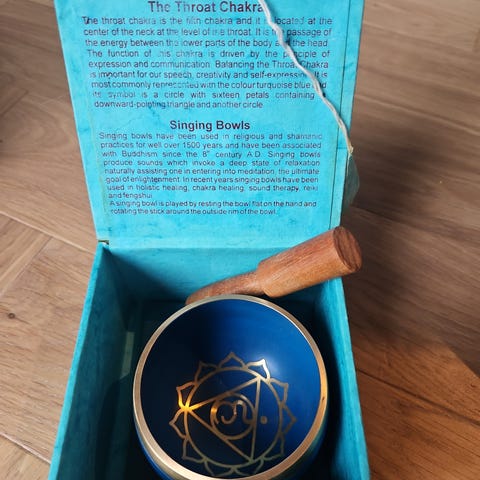 The Throat Chakra
The throat chakra is the fifth chakra and it is located at the
center of the neck at the level of the throat. It is the passage of
the energy between the lower parts of the body and the head.
The function of this chakra is driven by the principle of
expression and communication. Balancing the Throat Chakra
is important for our speech, creativity and self-expression. It is
most commonly represented with the colour turquoise blue and
its symbol is a circle with sixteen petals containing a
downward-pointing triangle and another circle.
Singing Bowls
Singing bowls have been used in religious and shamanic
practices for well over 1500 years and have been associated
with Buddhism since the 8th century A.D. Singing bowls
produce sounds which invoke a deep state of relaxation
naturally assisting one in entering into meditation, the ultimate
goal of enlightenment. In recent years singing bowls have been
used in holistic healing, chakra healing, sound therapy, reiki
and fengshui.
A singing bowl is played by resting the bowl flat on the hand and
rotating the stick around the outside rim of the bowl.